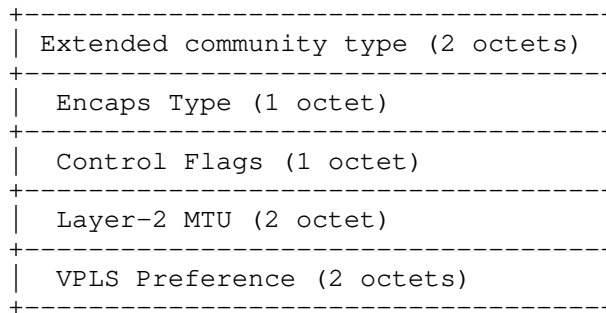 +------------------------------------
| Extended community type (2 octets)
+------------------------------------
|  Encaps Type (1 octet)
+------------------------------------
|  Control Flags (1 octet)
+------------------------------------
|  Layer-2 MTU (2 octet)
+------------------------------------
|  VPLS Preference (2 octets)
+------------------------------------